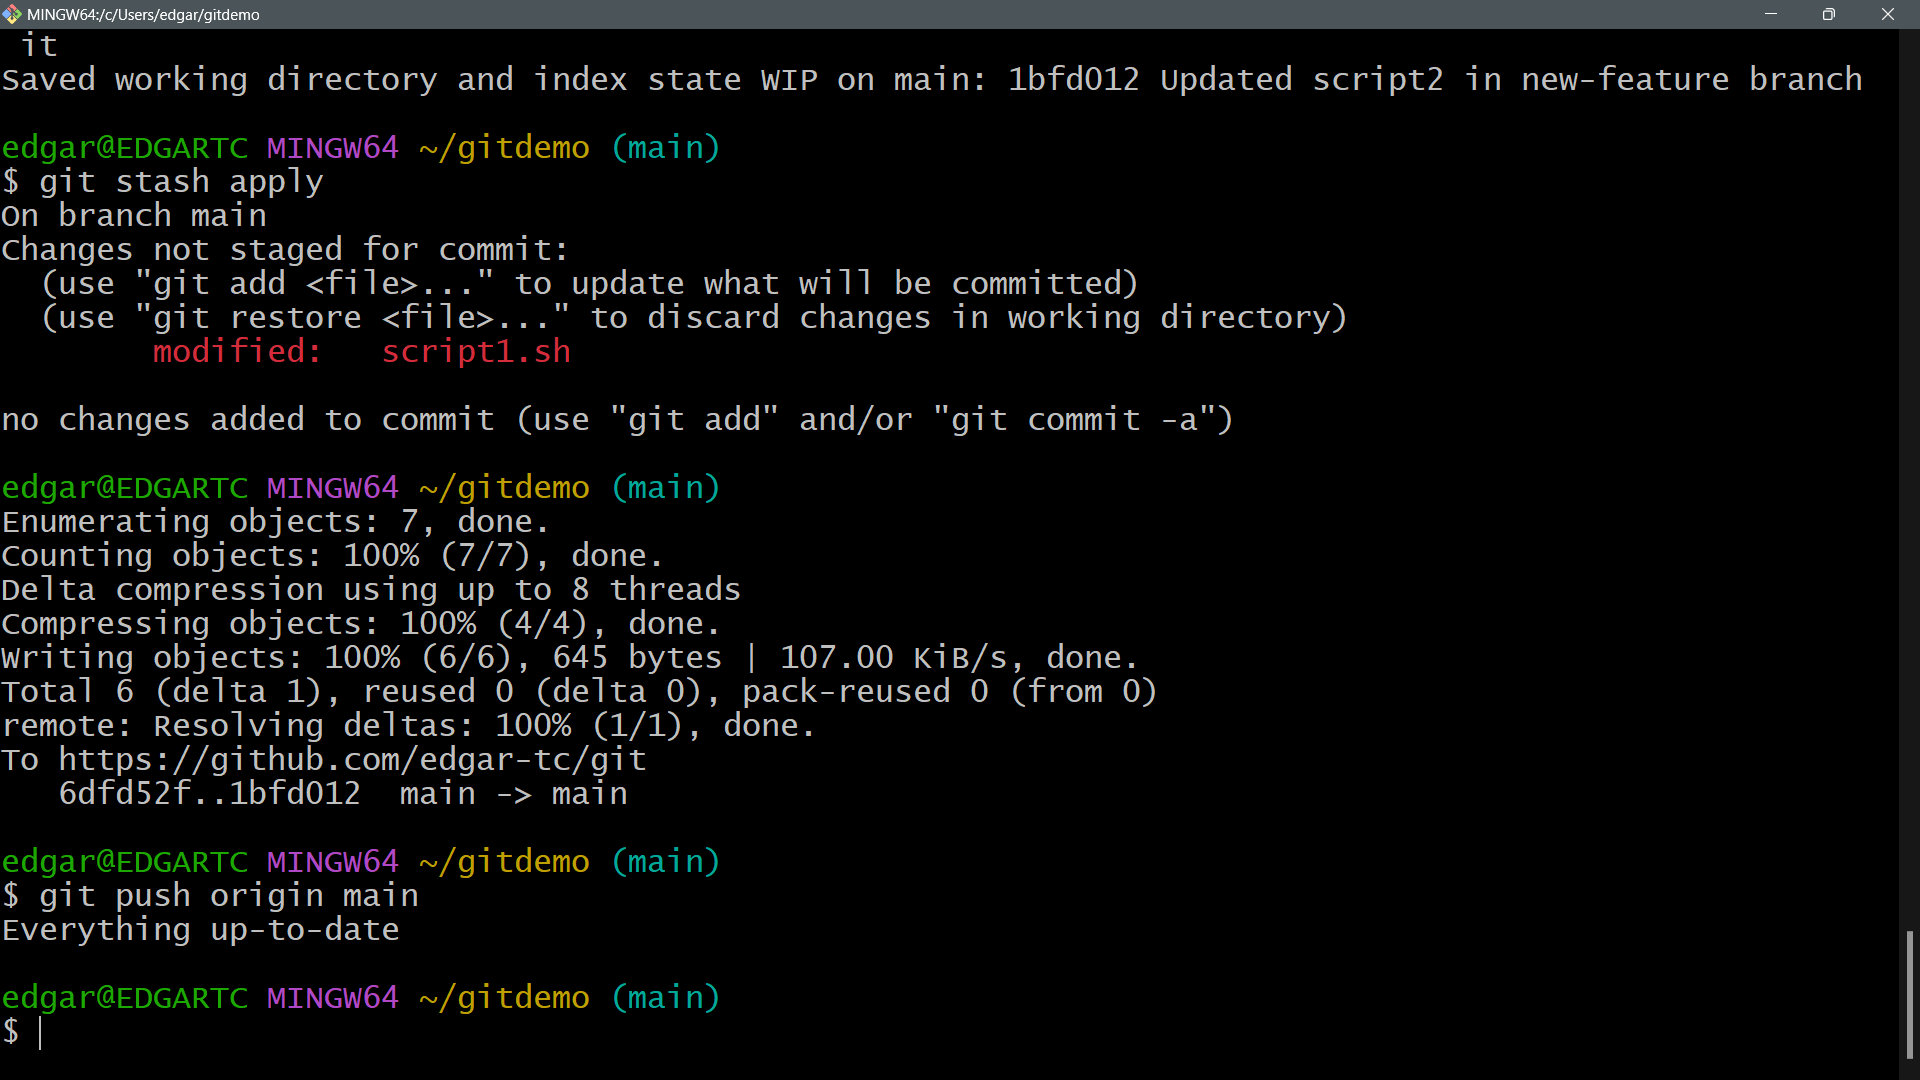 MINGW64:/c/Users/edgar/gitdemo
 it
Saved working directory and index state WIP on main: 1bfd012 Updated script2 in new-feature branch

edgar@EDGARTC MINGW64 ~/gitdemo (main)
$ git stash apply
On branch main
Changes not staged for commit:
  (use "git add <file>..." to update what will be committed)
  (use "git restore <file>..." to discard changes in working directory)
        modified:   script1.sh

no changes added to commit (use "git add" and/or "git commit -a")

edgar@EDGARTC MINGW64 ~/gitdemo (main)
Enumerating objects: 7, done.
Counting objects: 100% (7/7), done.
Delta compression using up to 8 threads
Compressing objects: 100% (4/4), done.
Writing objects: 100% (6/6), 645 bytes | 107.00 KiB/s, done.
Total 6 (delta 1), reused 0 (delta 0), pack-reused 0 (from 0)
remote: Resolving deltas: 100% (1/1), done.
To https://github.com/edgar-tc/git
   6dfd52f..1bfd012  main -> main

edgar@EDGARTC MINGW64 ~/gitdemo (main)
$ git push origin main
Everything up-to-date

edgar@EDGARTC MINGW64 ~/gitdemo (main)
$